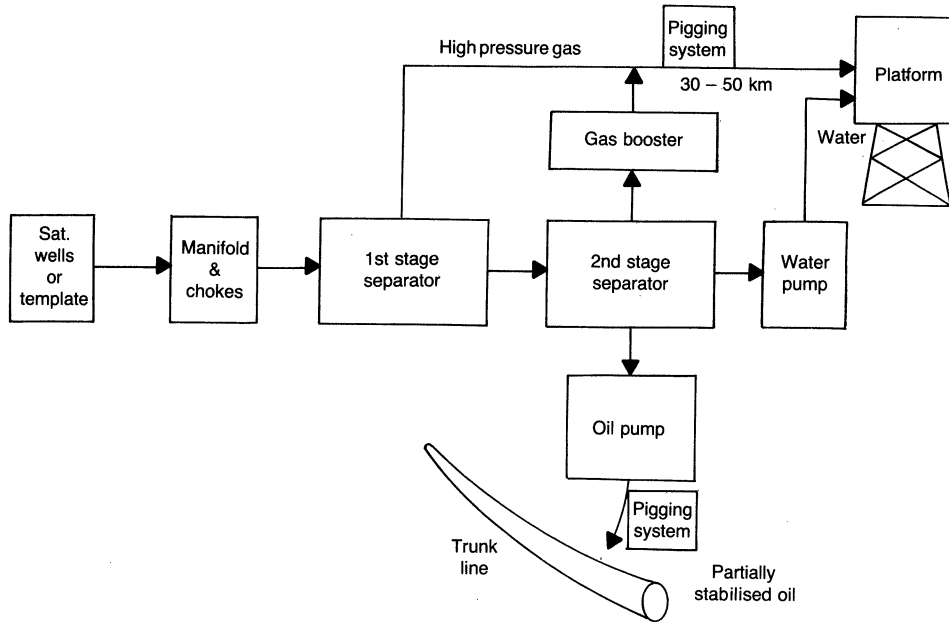 Pigging
system
High pressure gas
30 – 50 km
Platform
Gas booster
Water
Sat.
wells
or
template
Manifold
&
chokes
1st stage
separator
2nd stage
separator
Water
pump
Oil pump
Pigging
system
Trunk
line
Partially
stabilised oil